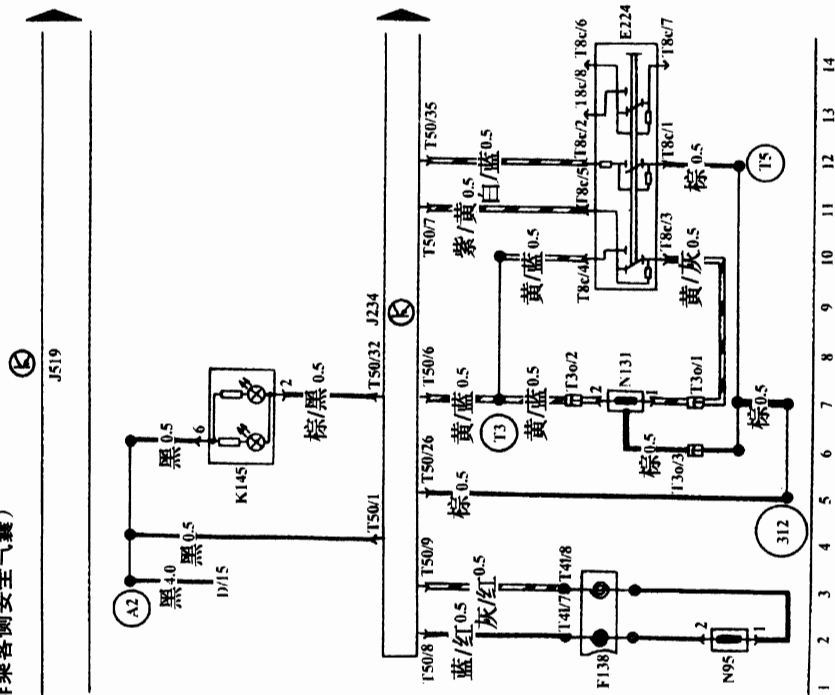 乘客侧安全气囊)
J519
A2
黑 4.0
D/15
黑 0.5
黑 0.5
6
K145
2
棕/黑 0.5
T50/1
T50/32
J234
T50/8
T50/9
T50/26
T50/6
T50/7
T50/35
蓝/红 0.5
灰/红 0.5
棕 0.5
黄/蓝 0.5
紫/黄 0.5
白/蓝 0.5
T3
黄/蓝 0.5
黄/蓝 0.5
T8c/4
T8c/5
T8c/2
18c/8
T8c/6
E224
T8c/3
T8c/1
T8c/7
黄/灰 0.5
棕 0.5
T5
T3o/2
2
N131
1
T3o/1
棕 0.5
T3o/3
棕 0.5
312
T41/7
T41/8
F138
2
N95
1
1 2 3 4 5 6 7 8 9 10 11 12 13 14